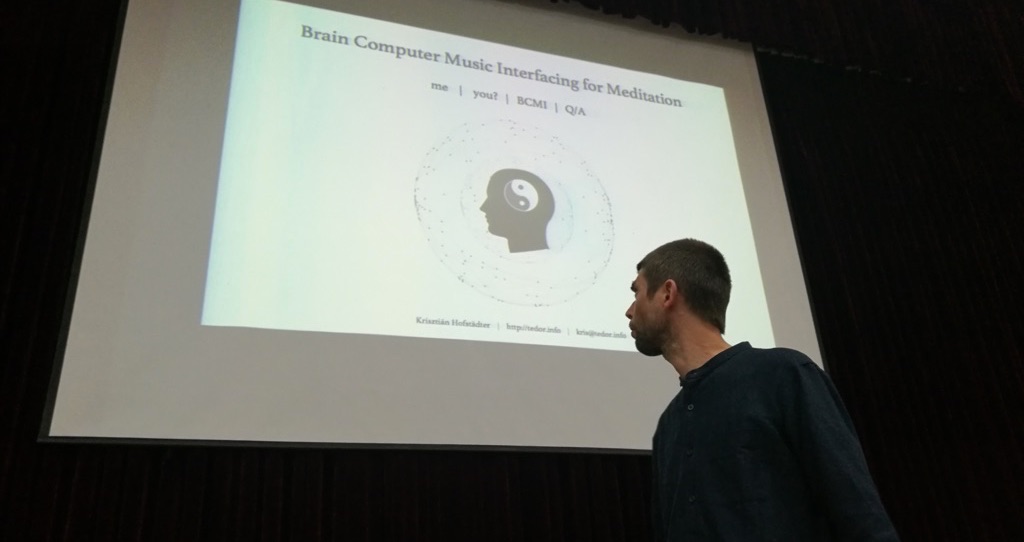 Brain Computer Music Interfacing for Meditation
me | you? | BCMI | Q/A
Krisztián Hofstädter | http://tedor.info | kris@tedor.info